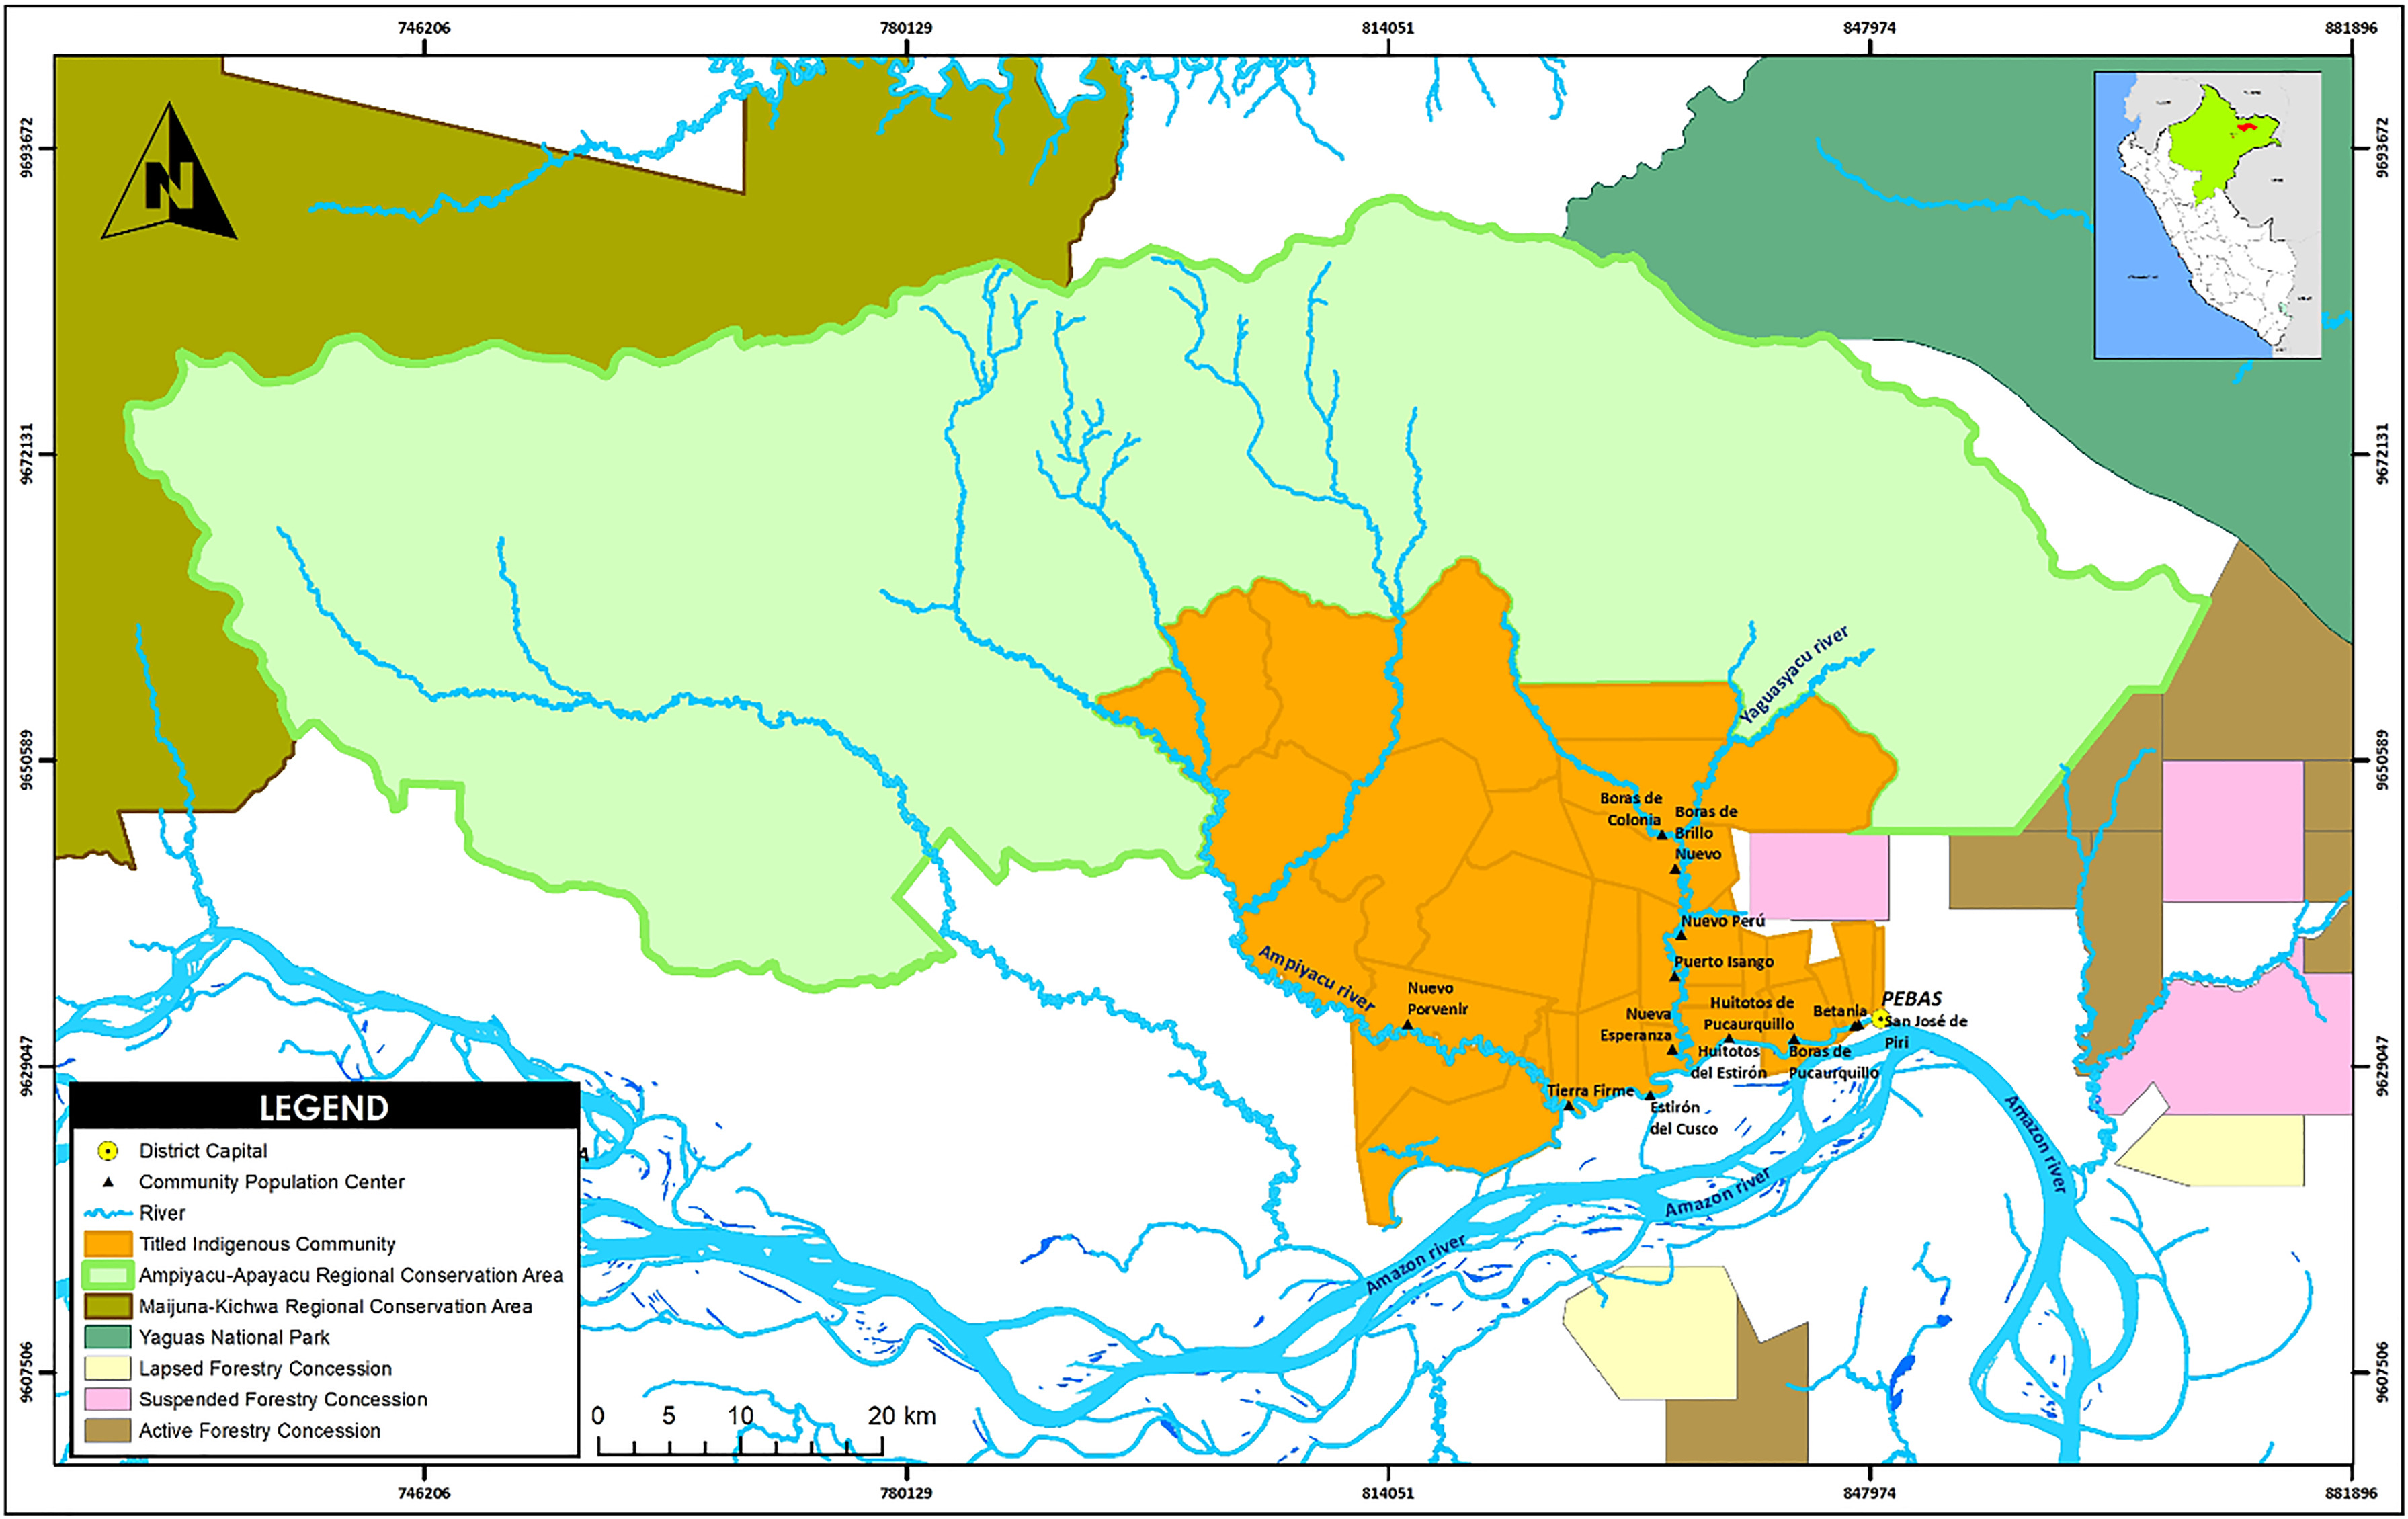 746206
780129
814051
847974
881896
9693672
9693672
N
9672131
9672131
Yaguasyacu river
9650589
9650589
Boras de
Colonia
Boras de
Brillo
Nuevo
Nuevo Perú
Ampiyacu river
Puerto Isango
Nuevo
Porvenir
Huitotos de
Pucaurquillo
Betania
PEBAS
San José de
Piri
Nueva
Esperanza
Huitotos
del Estirón
Boras de
Pucaurquillo
9629047
9629047
Tierra Firme
Estirón
del Cusco
Amazon river
Amazon river
Amazon river
A
LEGEND
District Capital
Community Population Center
River
Titled Indigenous Community
Ampiyacu-Apayacu Regional Conservation Area
Maijuna-Kichwa Regional Conservation Area
Yaguas National Park
Lapsed Forestry Concession
Suspended Forestry Concession
Active Forestry Concession
9607506
9607506
0 5 10 20 km
746206
780129
814051
847974
881896